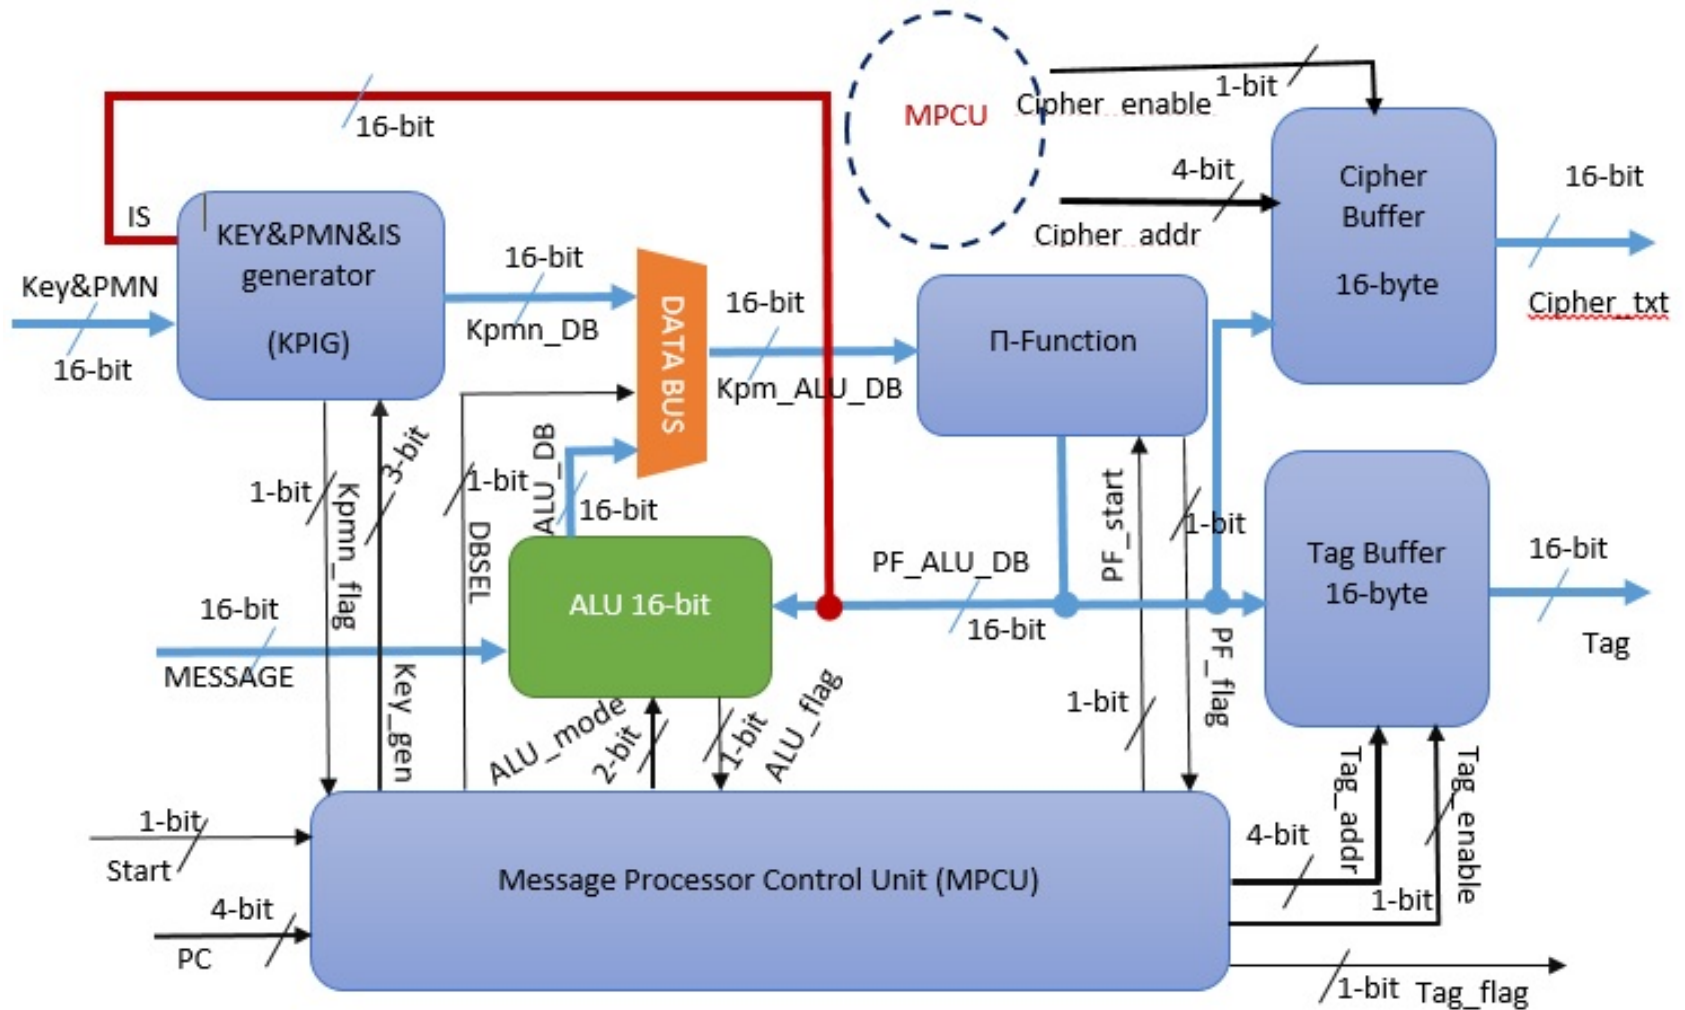 MPCU
Cipher_enable
1-bit
16-bit
4-bit
Cipher_addr
Cipher
Buffer
16-byte
16-bit
Cipher_txt
IS
KEY&PMN&IS
generator
(KPIG)
Key&PMN
16-bit
16-bit
Kpmn_DB
DATA BUS
16-bit
Kpm_ALU_DB
Π-Function
1-bit
Kpmn_flag
3-bit
Key_gen
1-bit
DBSEL
ALU_DB
16-bit
ALU 16-bit
16-bit
MESSAGE
PF_ALU_DB
16-bit
PF_start
1-bit
1-bit
PF_flag
Tag Buffer
16-byte
16-bit
Tag
ALU_mode
2-bit
1-bit
ALU_flag
1-bit
Start
4-bit
PC
Message Processor Control Unit (MPCU)
4-bit
Tag_addr
1-bit
Tag_enable
1-bit
Tag_flag